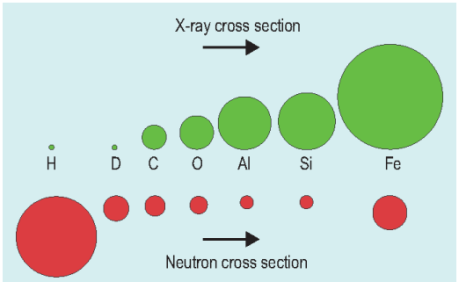 X-ray cross section
H D C O Al Si Fe
Neutron cross section